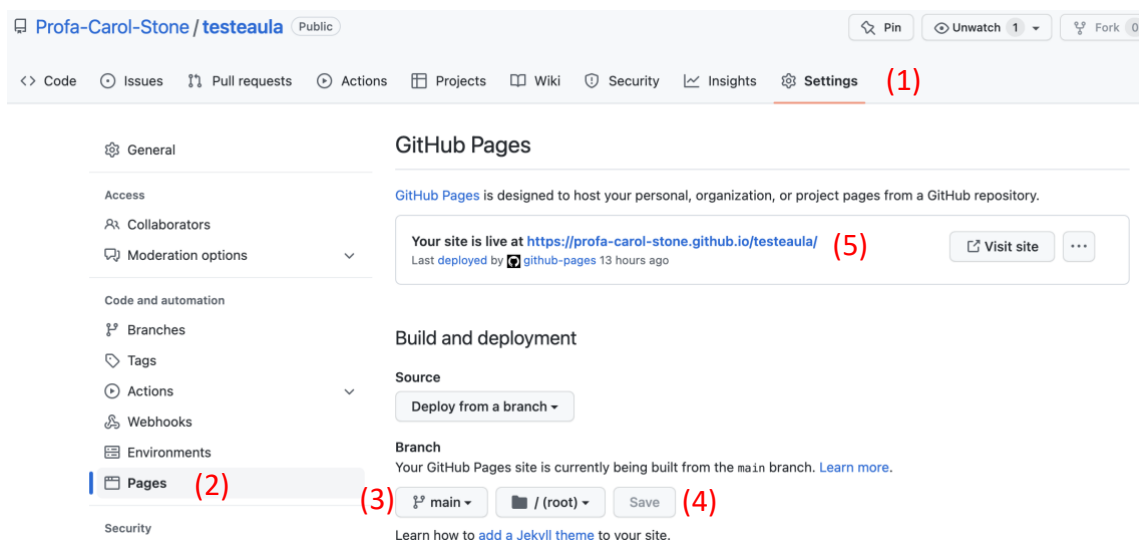 Profa-Carol-Stone / testeaula Public Pin Unwatch 1 Fork 0
Code Issues Pull requests Actions Projects Wiki Security Insights Settings (1)
General
Access
Collaborators
Moderation options
Code and automation
Branches
Tags
Actions
Webhooks
Environments
Pages (2)
Security
GitHub Pages
GitHub Pages is designed to host your personal, organization, or project pages from a GitHub repository.
Your site is live at https://profa-carol-stone.github.io/testeaula/ (5) Visit site ...
Last deployed by github-pages 13 hours ago
Build and deployment
Source
Deploy from a branch
Branch
Your GitHub Pages site is currently being built from the main branch. Learn more.
(3) main / (root) Save (4)
Learn how to add a Jekyll theme to your site.